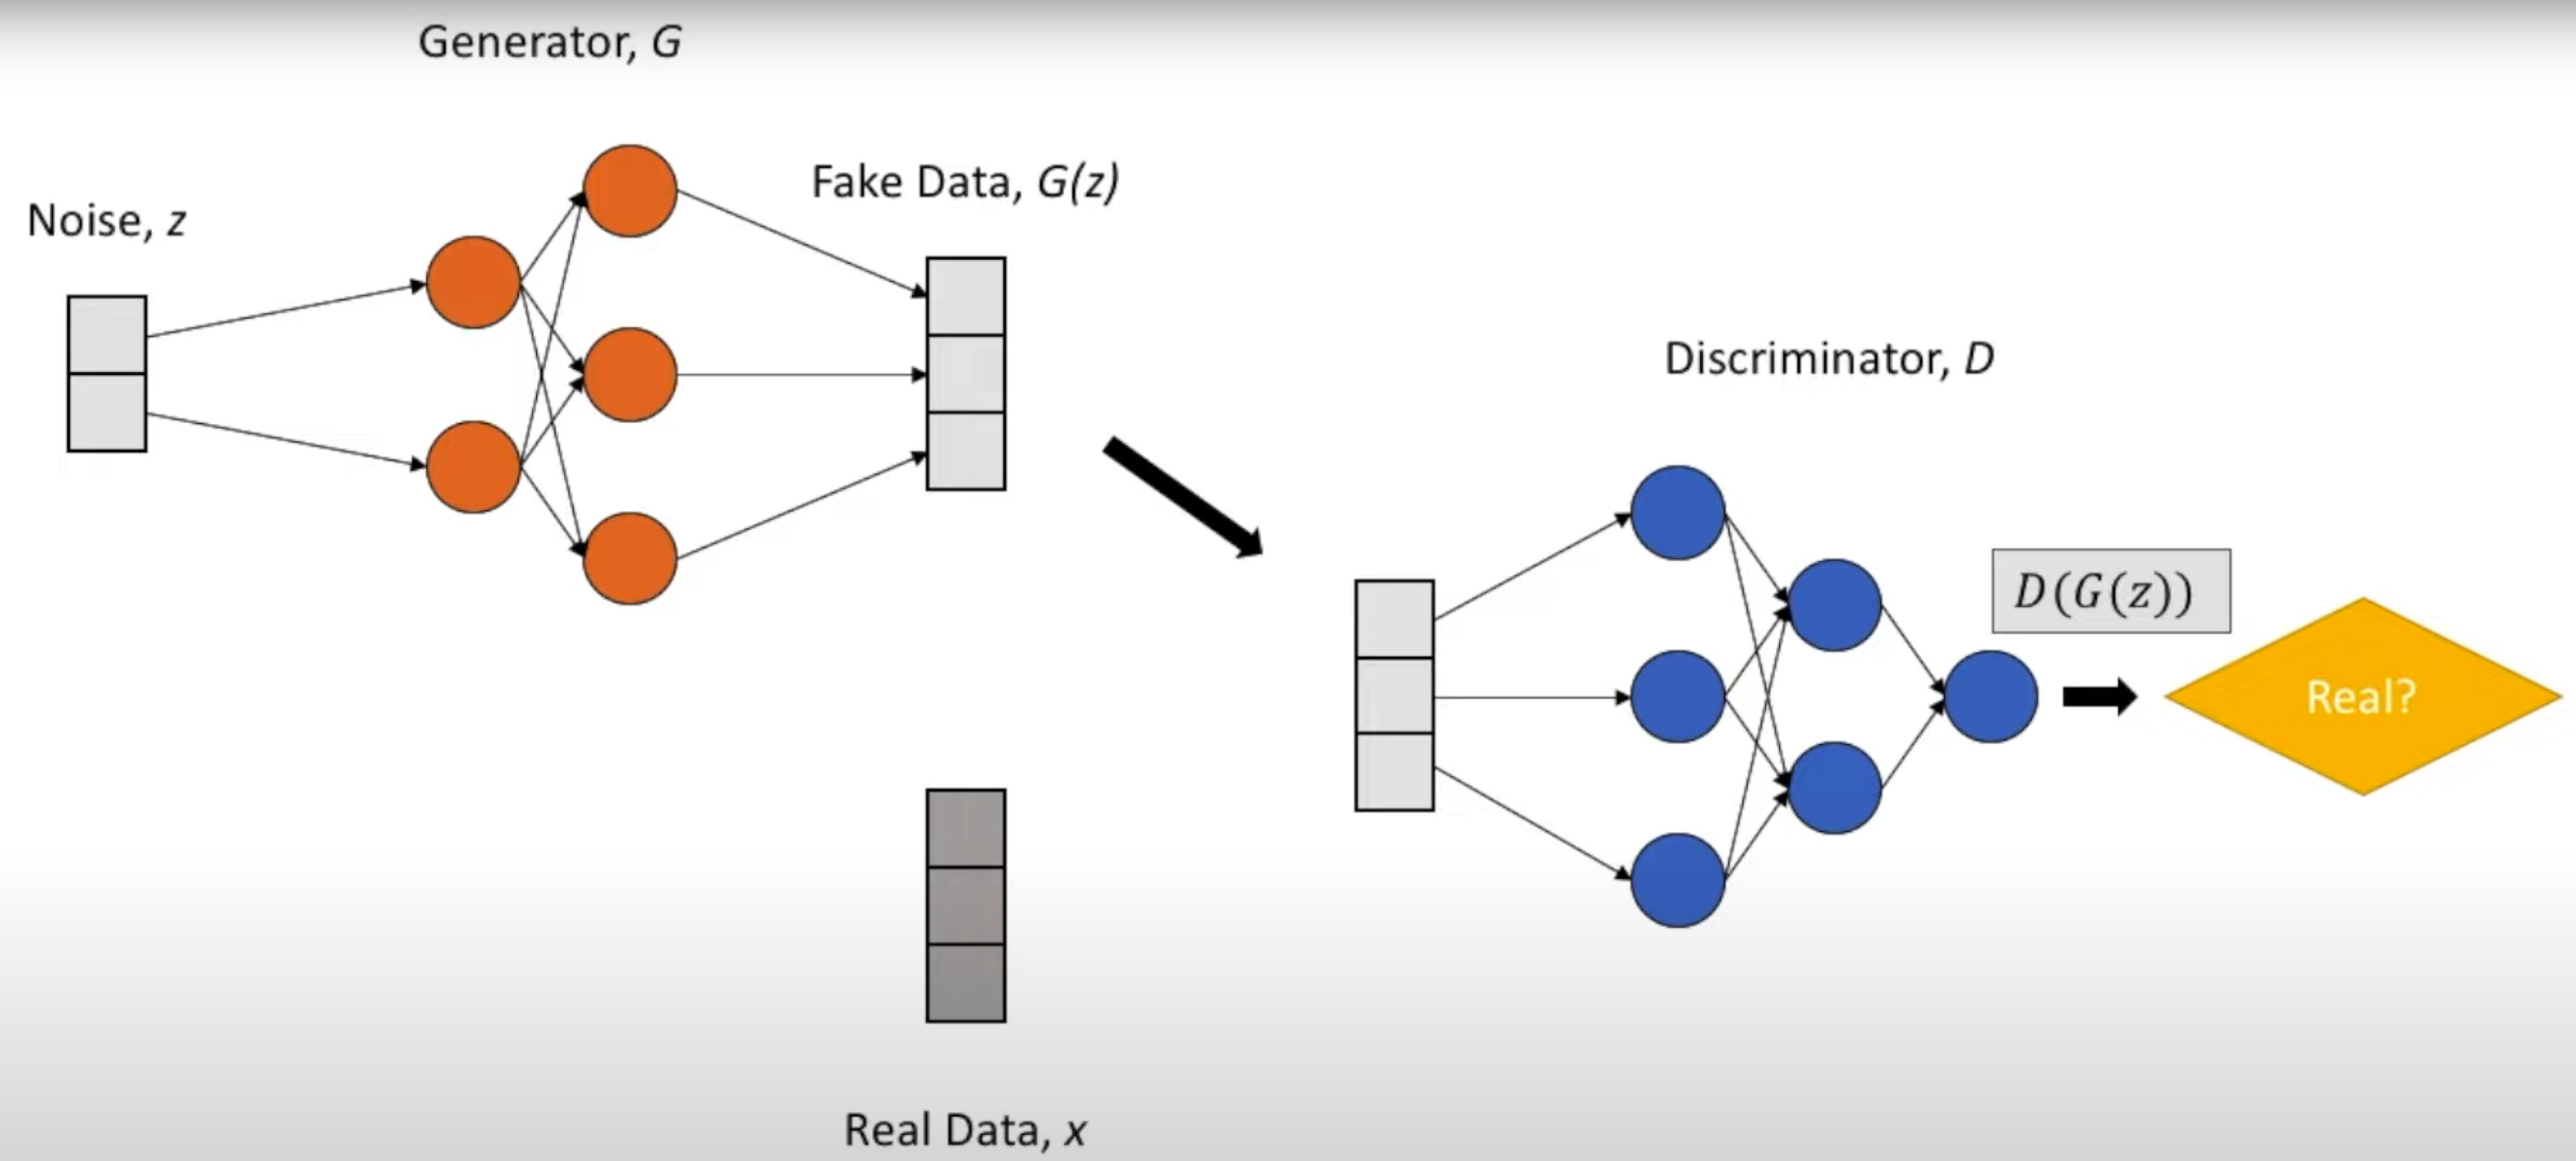 Generator, G
Noise, z
Fake Data, G(z)
Discriminator, D
D(G(z))
Real?
Real Data, x